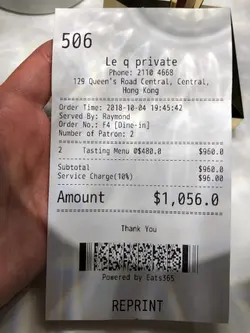 506
Le q private
Phone: 2110 4668
129 Queen's Road Central, Central,
Hong Kong
Order Time: 2018-10-04 19:45:42
Served By: Raymond
Order No.: F4 [Dine-in]
Number of Patron: 2
2 Tasting Menu @$480.0 $960.0
Subtotal $960.0
Service Charge(10%) $96.00
Amount $1,056.0
Thank You
Powered by Eats365
REPRINT